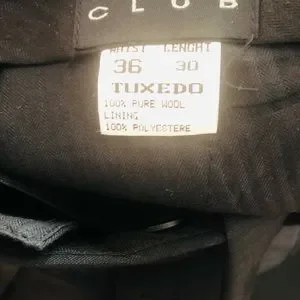 CLUB
WAIST LENGHT
36 30
TUXEDO
100% PURE WOOL
LINING
100% POLYESTERE